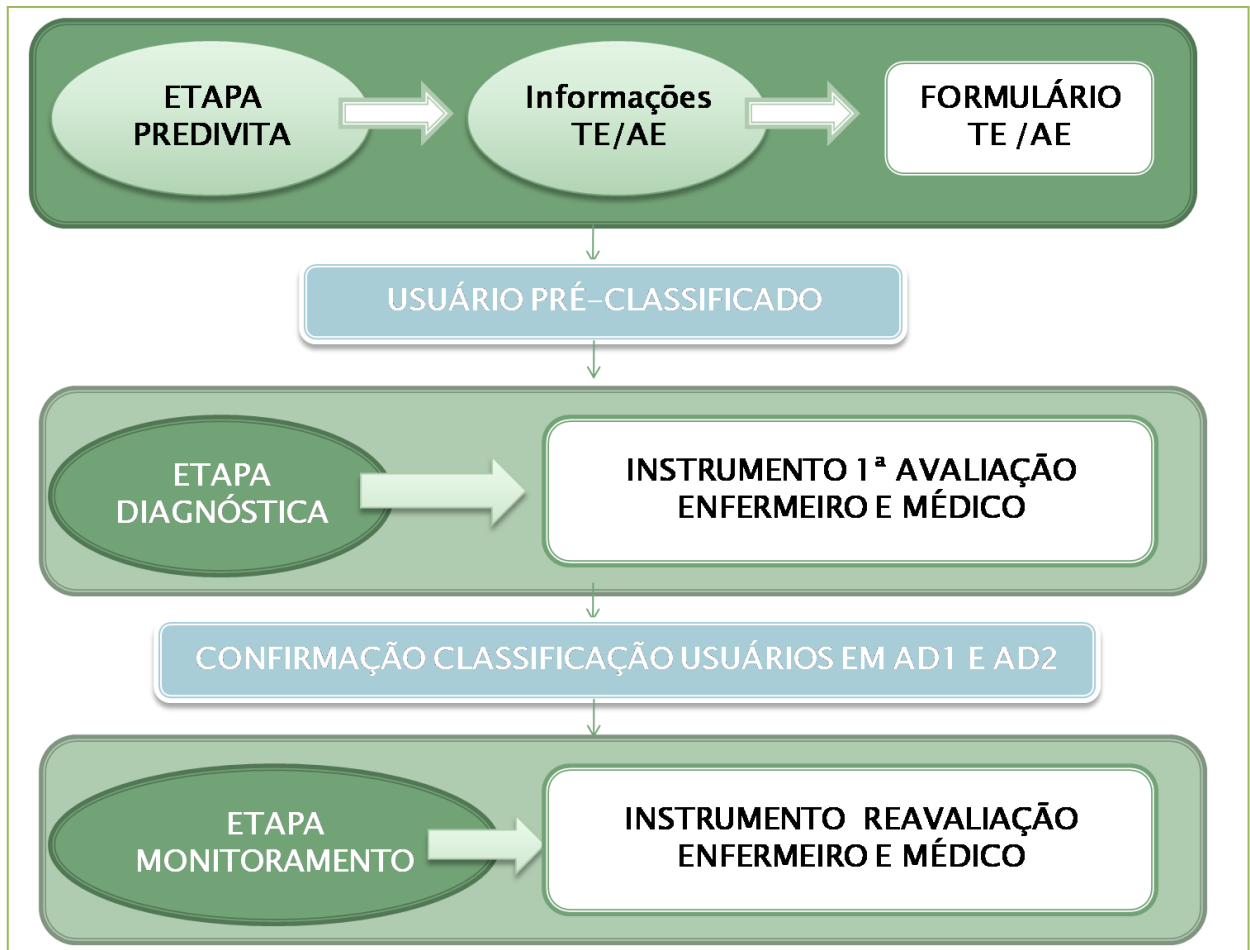 ETAPA
PREDIVITA
Informações
TE/AE
FORMULÁRIO
TE /AE
USUÁRIO PRÉ-CLASSIFICADO
ETAPA
DIAGNÓSTICA
INSTRUMENTO 1ª AVALIAÇÃO
ENFERMEIRO E MÉDICO
CONFIRMAÇÃO CLASSIFICAÇÃO USUÁRIOS EM AD1 E AD2
ETAPA
MONITORAMENTO
INSTRUMENTO REAVALIAÇÃO
ENFERMEIRO E MÉDICO